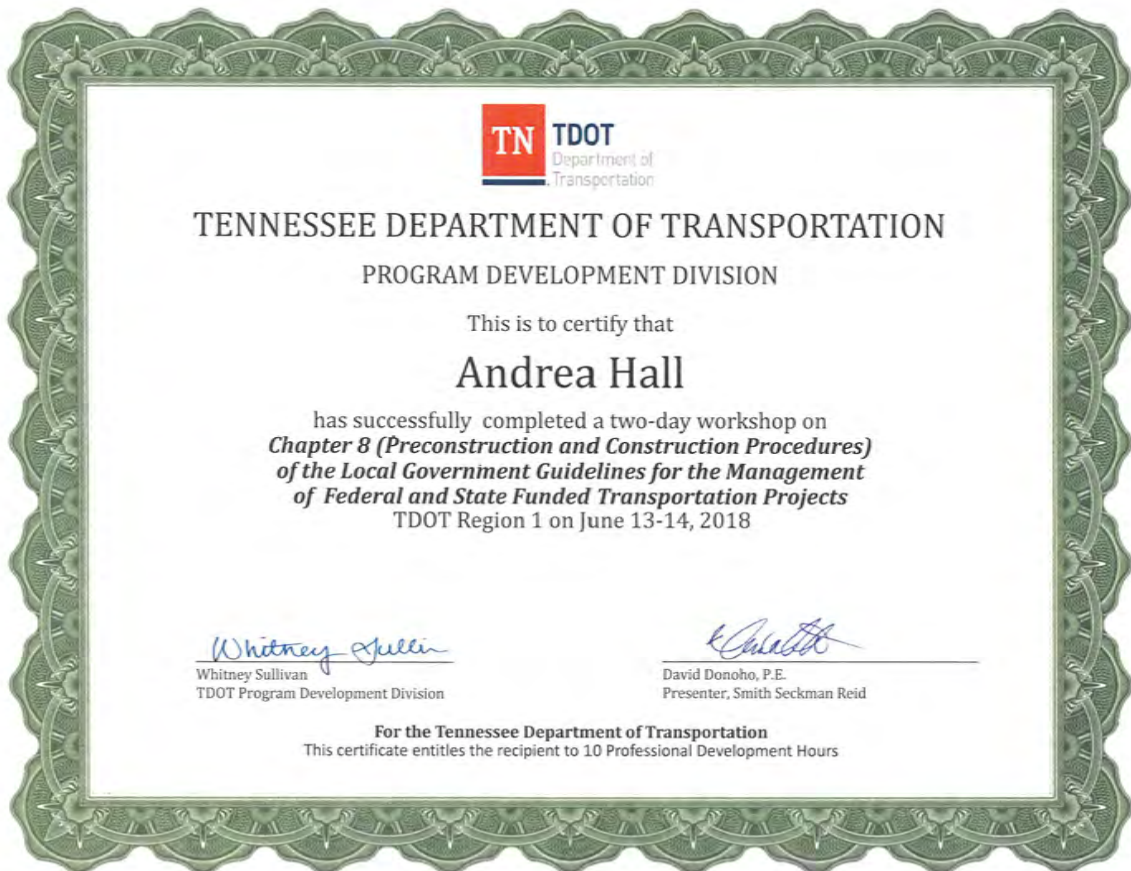 TN TDOT
Department of
Transportation
TENNESSEE DEPARTMENT OF TRANSPORTATION
PROGRAM DEVELOPMENT DIVISION
This is to certify that
Andrea Hall
has successfully completed a two-day workshop on
Chapter 8 (Preconstruction and Construction Procedures)
of the Local Government Guidelines for the Management
of Federal and State Funded Transportation Projects
TDOT Region 1 on June 13-14, 2018
Whitney Sullivan
TDOT Program Development Division
David Donoho, P.E.
Presenter, Smith Seckman Reid
For the Tennessee Department of Transportation
This certificate entitles the recipient to 10 Professional Development Hours